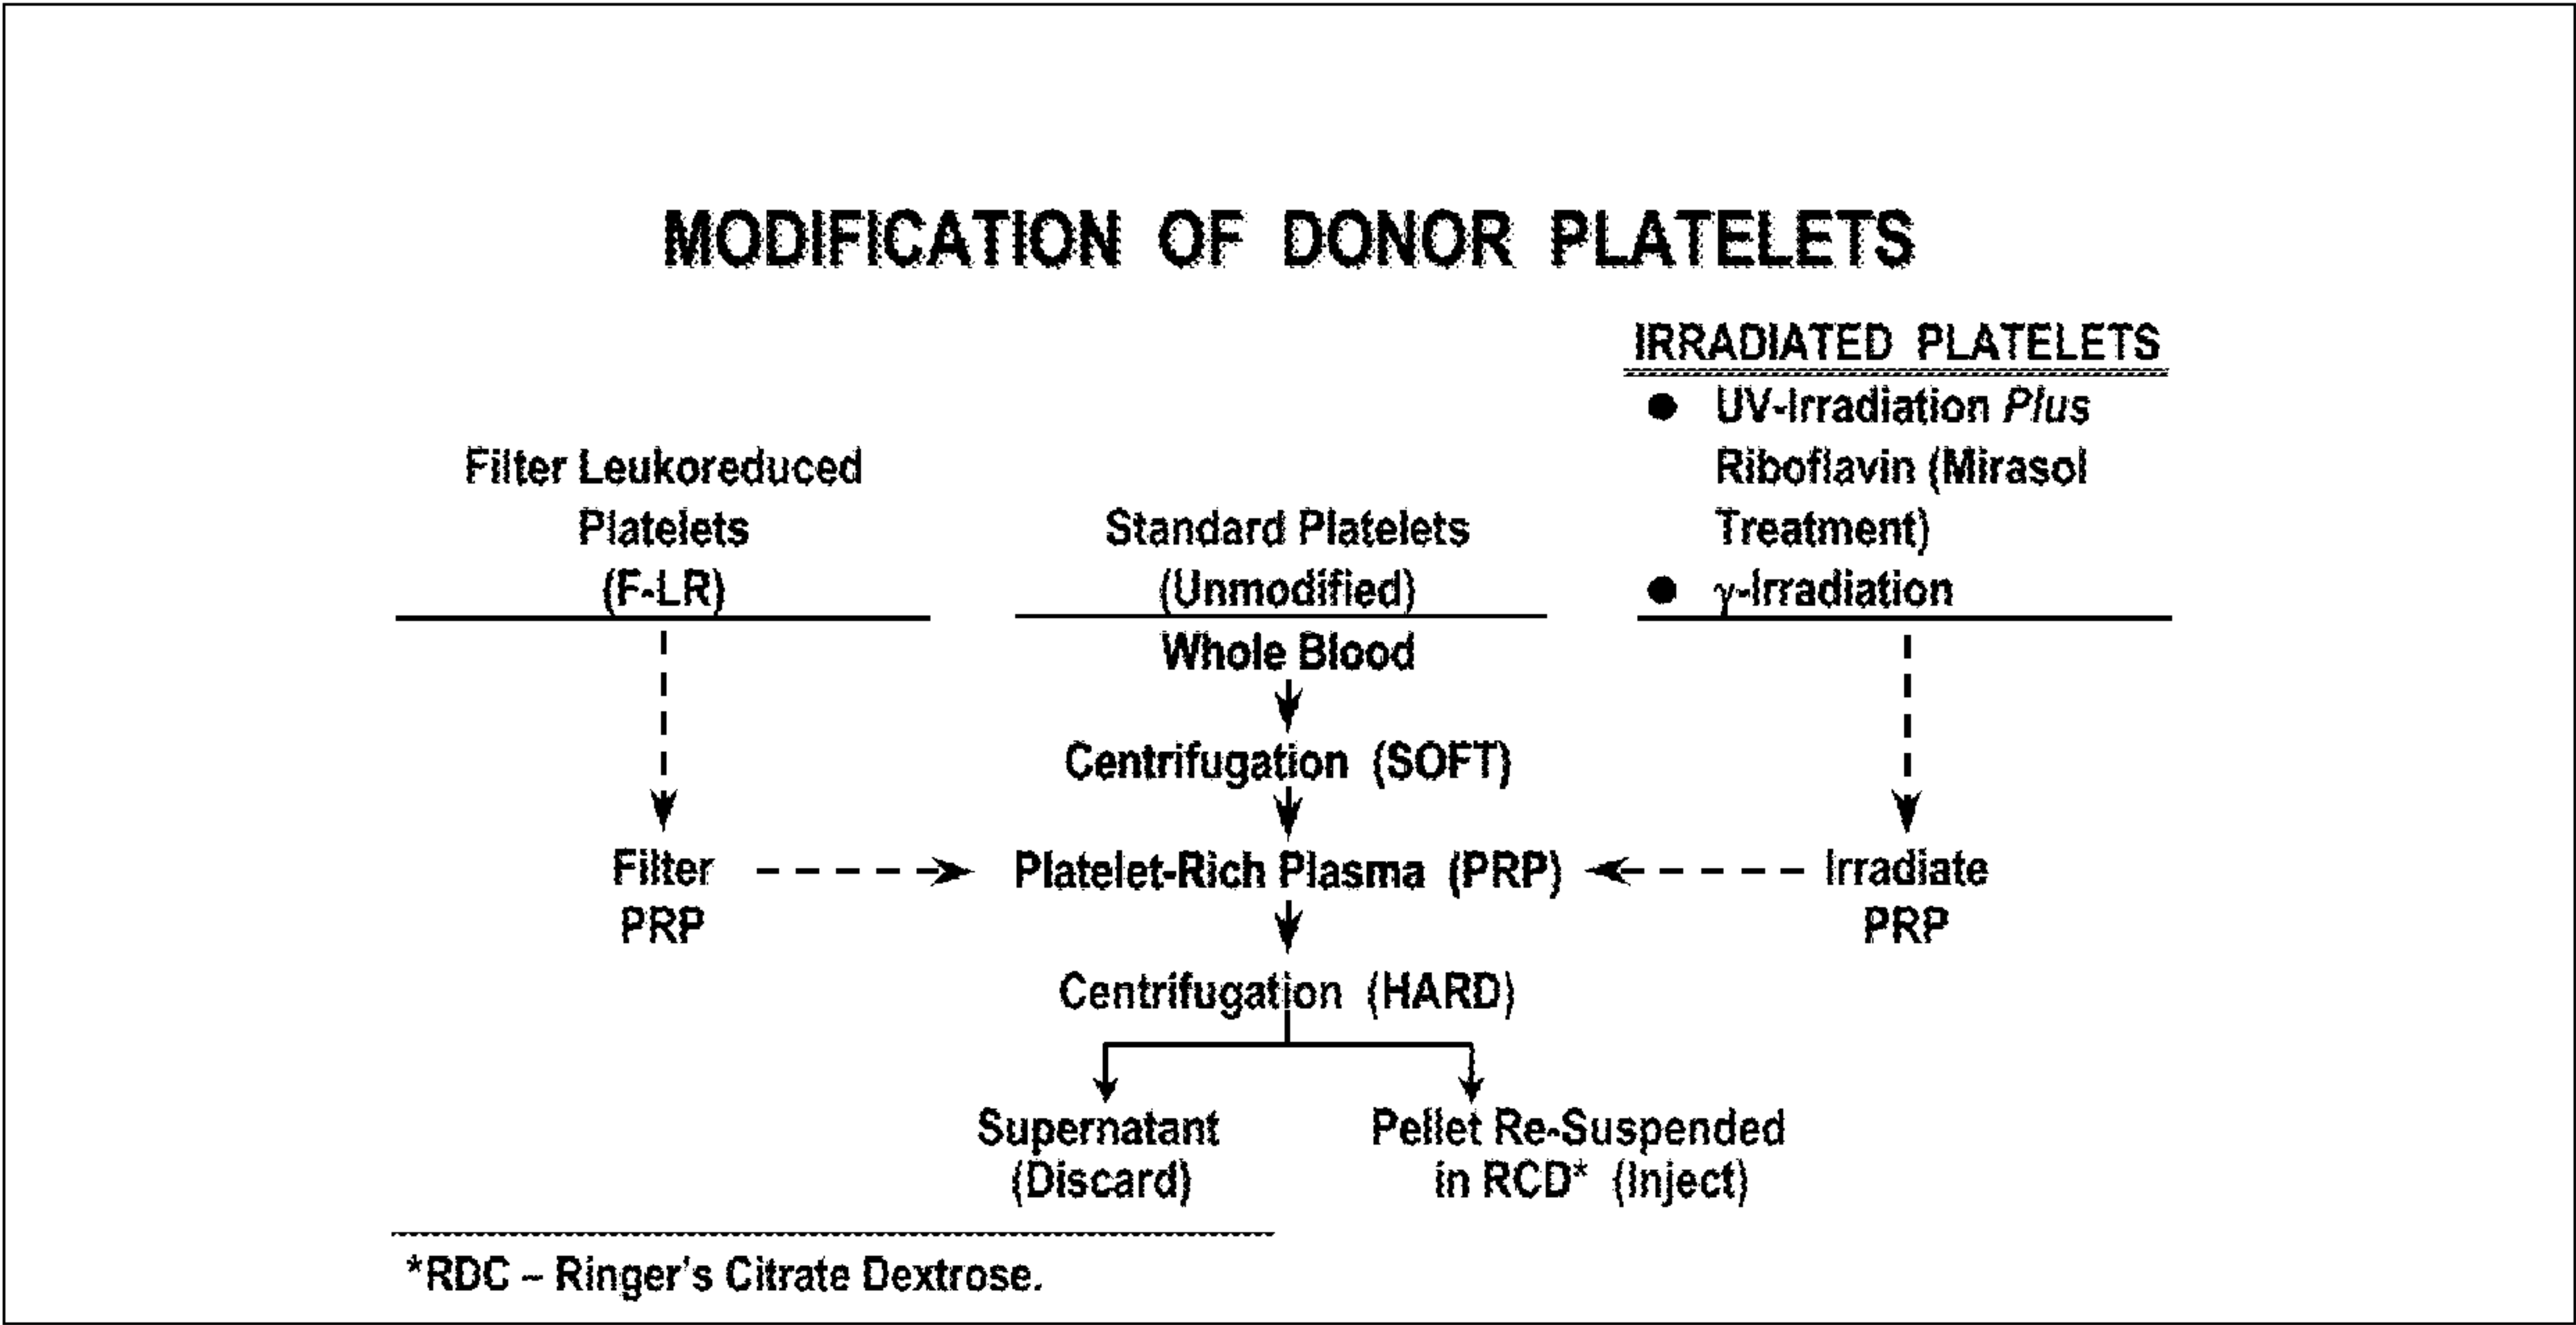 MODIFICATION OF DONOR PLATELETS
IRRADIATED PLATELETS
● UV-Irradiation Plus
Riboflavin (Mirasol
Treatment)
● γ-Irradiation
Filter Leukoreduced
Platelets
(F-LR)
Standard Platelets
(Unmodified)
Whole Blood
Centrifugation (SOFT)
Filter
PRP
Platelet-Rich Plasma (PRP)
Irradiate
PRP
Centrifugation (HARD)
Supernatant
(Discard)
Pellet Re-Suspended
in RCD* (Inject)
*RDC – Ringer's Citrate Dextrose.